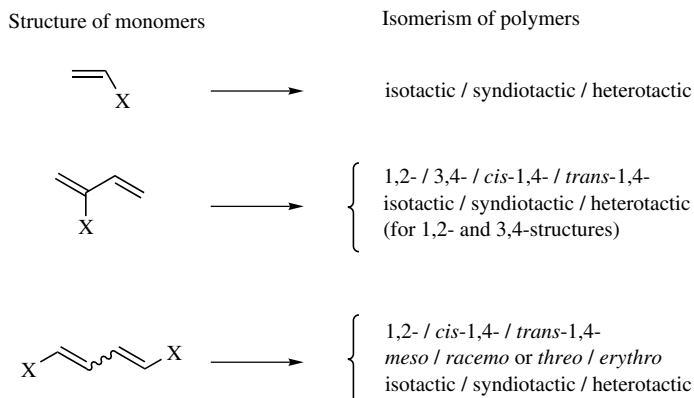 Structure of monomers
Isomerism of polymers
X
isotactic / syndiotactic / heterotactic
X
1,2- / 3,4- / cis-1,4- / trans-1,4-
isotactic / syndiotactic / heterotactic
(for 1,2- and 3,4-structures)
X
X
1,2- / cis-1,4- / trans-1,4-
meso / racemo or threo / erythro
isotactic / syndiotactic / heterotactic